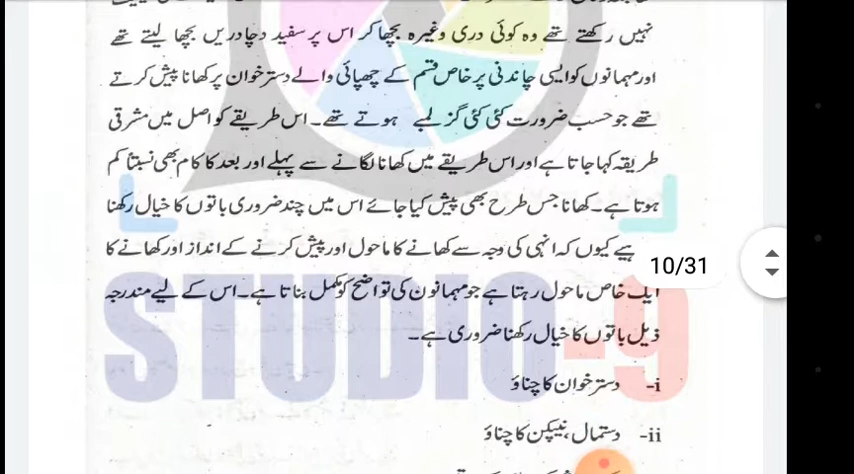 نہیں رکھتے تھے وہ کوئی دری وغیرہ بچھا کر اس پر سفید دچادریں بچھا لیتے تھے
اور مہمانوں کو ایسی چاندنی پر خاص قسم کے چھپائی والے دسترخوان پر کھانا پیش کرتے
تھے جو حسب ضرورت کئی کئی گز لمبے ہوتے تھے۔ اس طریقے کو اصل میں مشرقی
طریقہ کہا جاتا ہے اور اس طریقے میں کھانا لگانے سے پہلے اور بعد کا کام بھی نسبتاً کم
ہوتا ہے۔ کھانا جس طرح بھی پیش کیا جائے اس میں چند ضروری باتوں کا خیال رکھنا
ہیے کیوں کہ انہی کی وجہ سے کھانے کا ماحول اور پیش کرنے کے انداز اور کھانے کا
10/31
ایک خاص ماحول رہتا ہے جو مہمانون کی تواضح کو مکمل بناتا ہے۔ اس کے لیے مندرجہ
ذیل باتوں کا خیال رکھنا ضروری ہے۔
STUDIO-9
i- دسترخوان کا چناؤ
ii- دستمال، نیپکن کا چناؤ